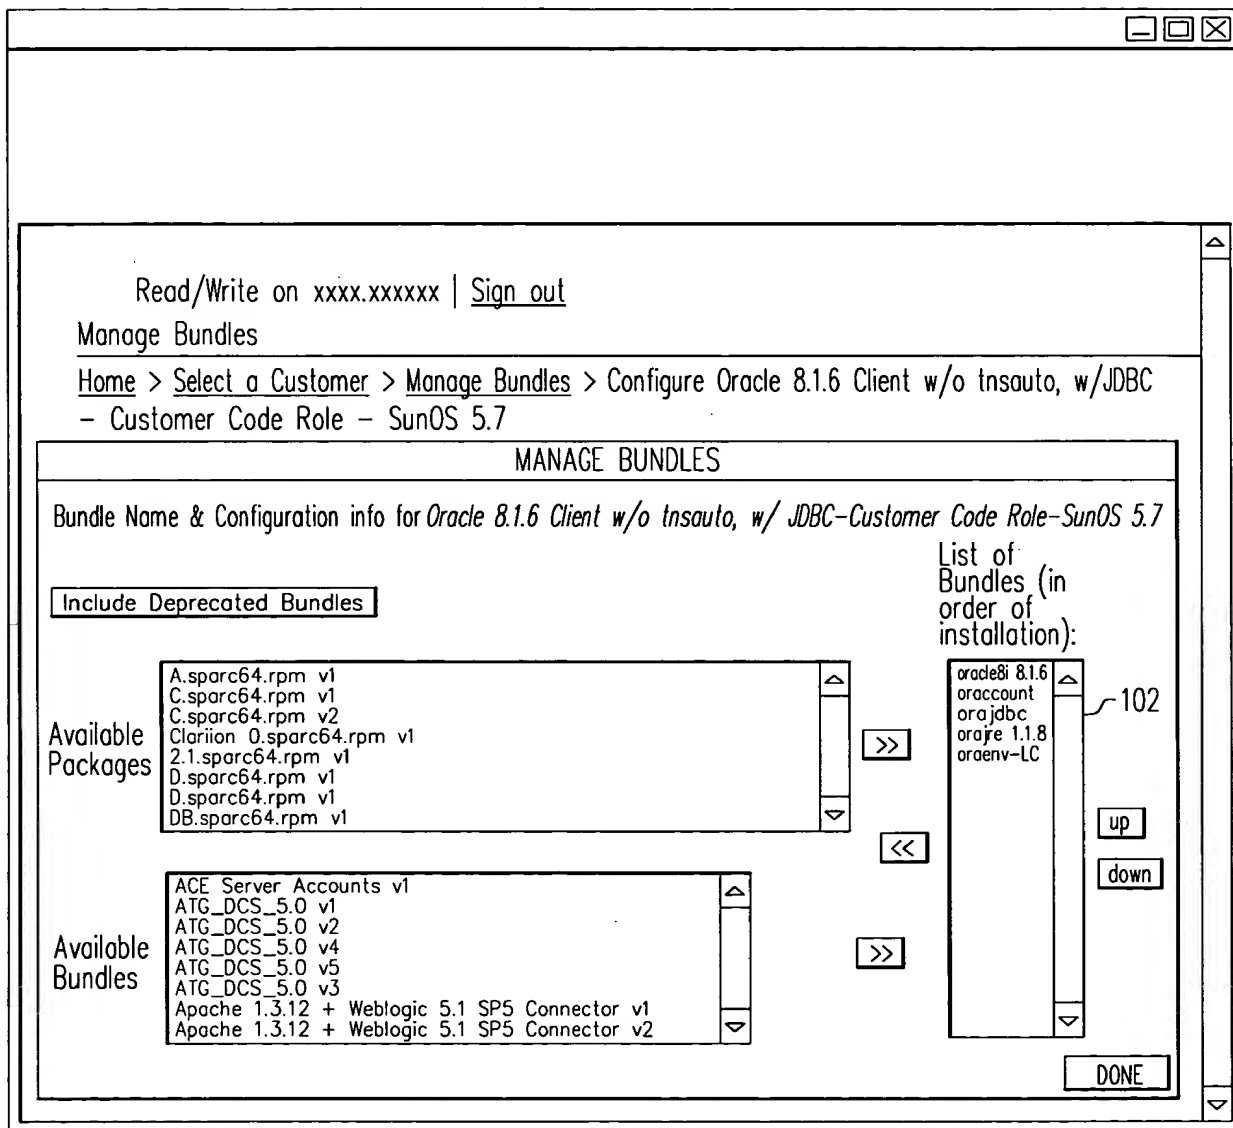 Read/Write on xxxx.xxxxxx | Sign out
Manage Bundles
Home > Select a Customer > Manage Bundles > Configure Oracle 8.1.6 Client w/o tnsauto, w/JDBC
– Customer Code Role – SunOS 5.7
MANAGE BUNDLES
Bundle Name & Configuration info for Oracle 8.1.6 Client w/o tnsauto, w/ JDBC-Customer Code Role-SunOS 5.7
Include Deprecated Bundles
List of
Bundles (in
order of
installation):
Available
Packages
A.sparc64.rpm v1
C.sparc64.rpm v1
C.sparc64.rpm v2
Clariion 0.sparc64.rpm v1
2.1.sparc64.rpm v1
D.sparc64.rpm v1
D.sparc64.rpm v1
DB.sparc64.rpm v1
>>
oracle8i 8.1.6
oraccount
orajdbc
orajre 1.1.8
oraenv-LC
102
<<
up
down
Available
Bundles
ACE Server Accounts v1
ATG_DCS_5.0 v1
ATG_DCS_5.0 v2
ATG_DCS_5.0 v4
ATG_DCS_5.0 v5
ATG_DCS_5.0 v3
Apache 1.3.12 + Weblogic 5.1 SP5 Connector v1
Apache 1.3.12 + Weblogic 5.1 SP5 Connector v2
>>
DONE